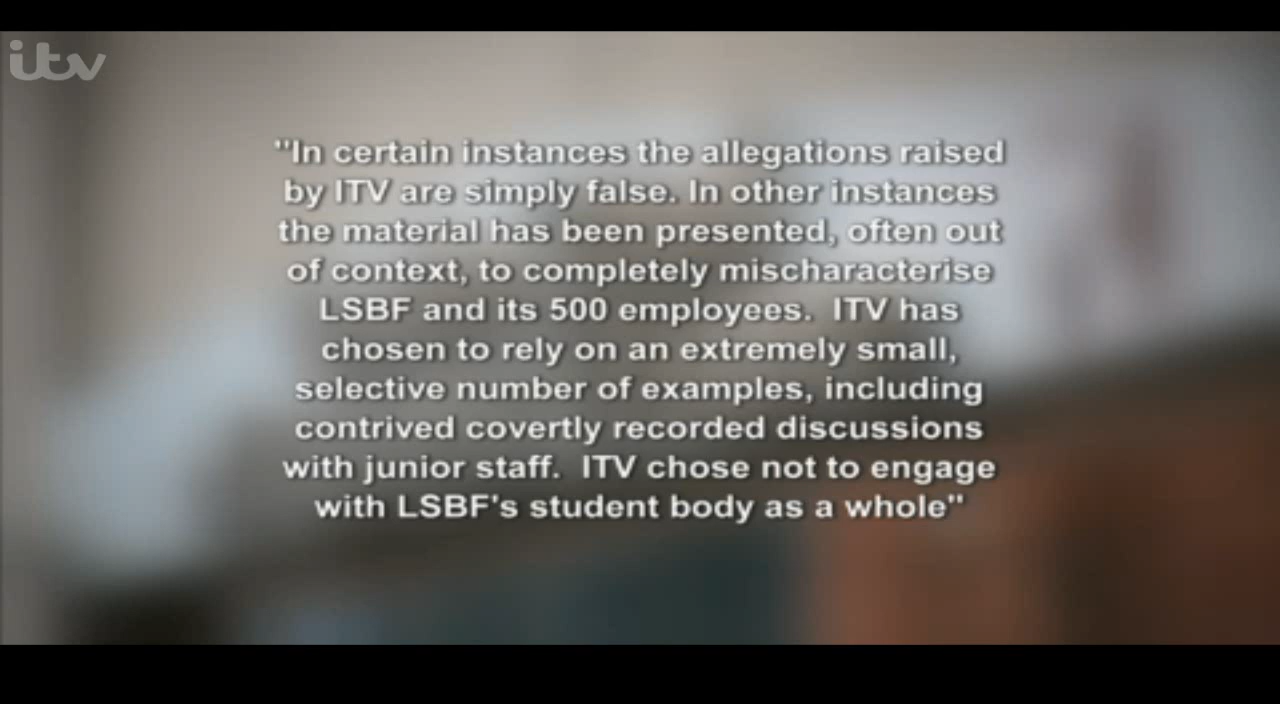 itv
"In certain instances the allegations raised
by ITV are simply false. In other instances
the material has been presented, often out
of context, to completely mischaracterise
LSBF and its 500 employees.  ITV has
chosen to rely on an extremely small,
selective number of examples, including
contrived covertly recorded discussions
with junior staff.  ITV chose not to engage
with LSBF's student body as a whole"